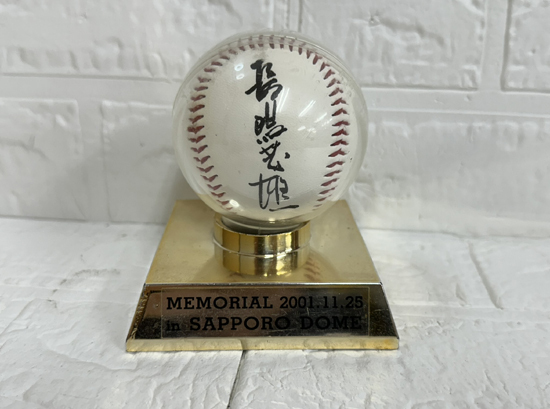 長嶋茂雄
MEMORIAL 2001.11.25
in SAPPORO DOME